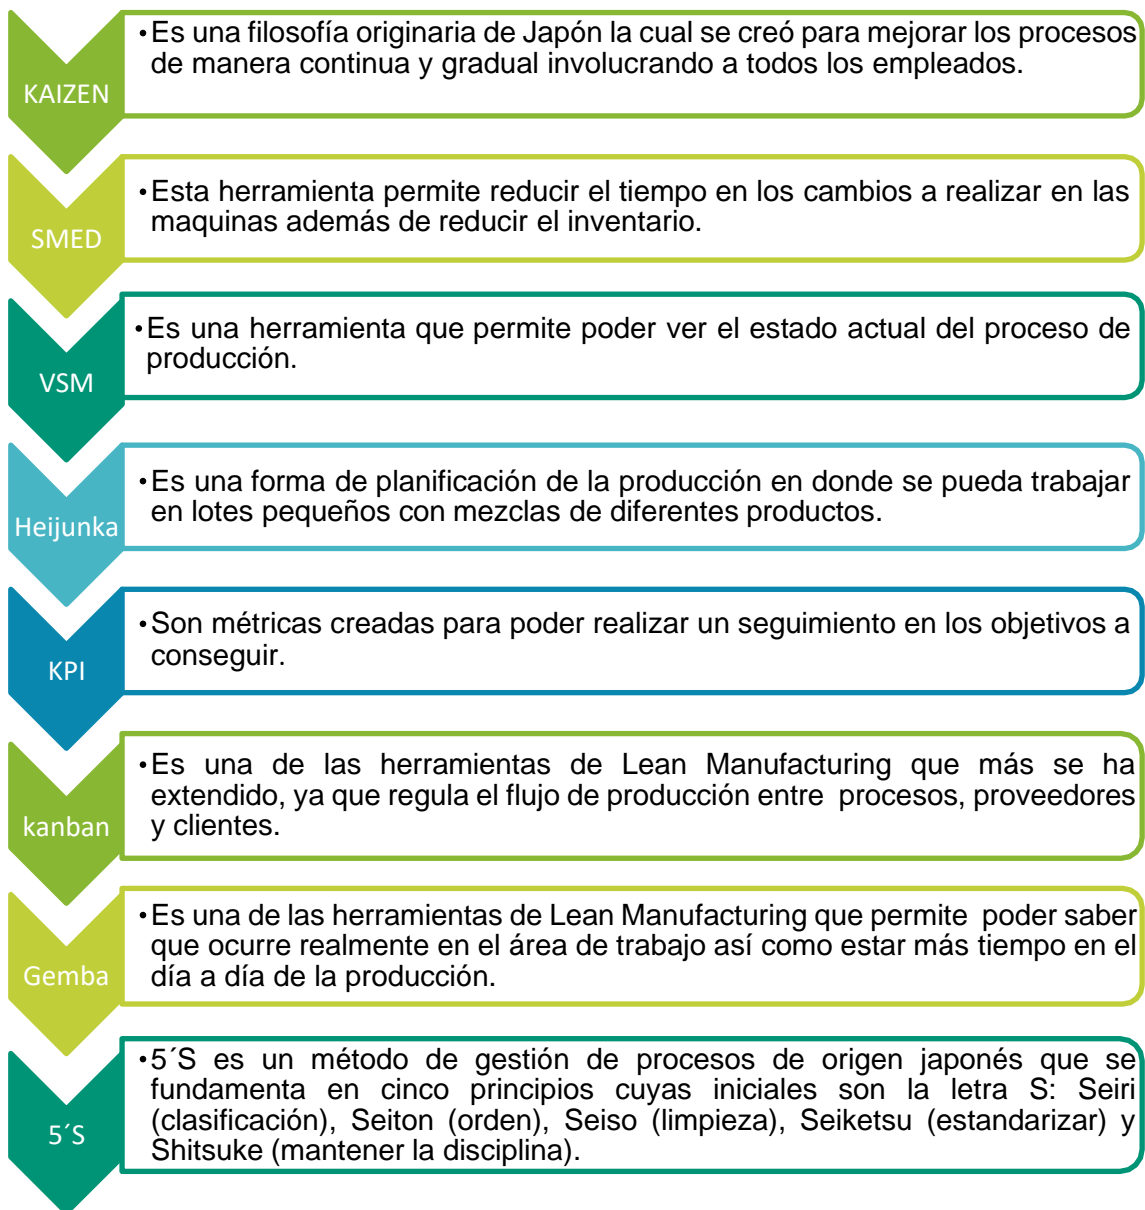 KAIZEN
•Es una filosofía originaria de Japón la cual se creó para mejorar los procesos
de manera continua y gradual involucrando a todos los empleados.
SMED
•Esta herramienta permite reducir el tiempo en los cambios a realizar en las
maquinas además de reducir el inventario.
VSM
•Es una herramienta que permite poder ver el estado actual del proceso de
producción.
Heijunka
•Es una forma de planificación de la producción en donde se pueda trabajar
en lotes pequeños con mezclas de diferentes productos.
KPI
•Son métricas creadas para poder realizar un seguimiento en los objetivos a
conseguir.
kanban
•Es una de las herramientas de Lean Manufacturing que más se ha
extendido, ya que regula el flujo de producción entre procesos, proveedores
y clientes.
Gemba
•Es una de las herramientas de Lean Manufacturing que permite poder saber
que ocurre realmente en el área de trabajo así como estar más tiempo en el
día a día de la producción.
5´S
•5´S es un método de gestión de procesos de origen japonés que se
fundamenta en cinco principios cuyas iniciales son la letra S: Seiri
(clasificación), Seiton (orden), Seiso (limpieza), Seiketsu (estandarizar) y
Shitsuke (mantener la disciplina).